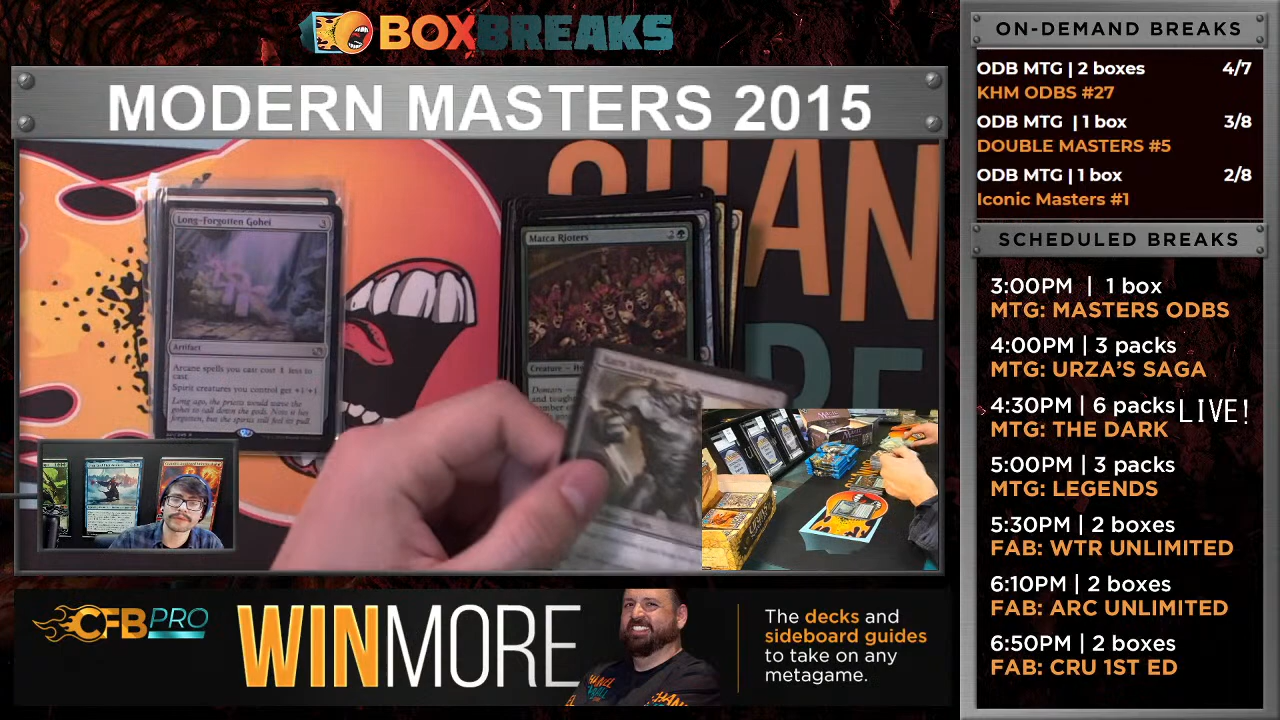 BOXBREAKS
MODERN MASTERS 2015
Long-Forgotten Gohei
3
Artifact
Arcane spells you cast cost 1 less to
cast.
Spirit creatures you control get +1/+1
Matca Rioters
2
Creature —
Domain —
ON-DEMAND BREAKS
ODB MTG | 2 boxes 4/7
KHM ODBS #27
ODB MTG | 1 box 3/8
DOUBLE MASTERS #5
ODB MTG | 1 box 2/8
Iconic Masters #1
SCHEDULED BREAKS
3:00PM | 1 box
MTG: MASTERS ODBS
4:00PM | 3 packs
MTG: URZA'S SAGA
4:30PM | 6 packs
LIVE!
MTG: THE DARK
5:00PM | 3 packs
MTG: LEGENDS
5:30PM | 2 boxes
FAB: WTR UNLIMITED
6:10PM | 2 boxes
FAB: ARC UNLIMITED
6:50PM | 2 boxes
FAB: CRU 1ST ED
CFB PRO
WINMORE
The decks and
sideboard guides
to take on any
metagame.